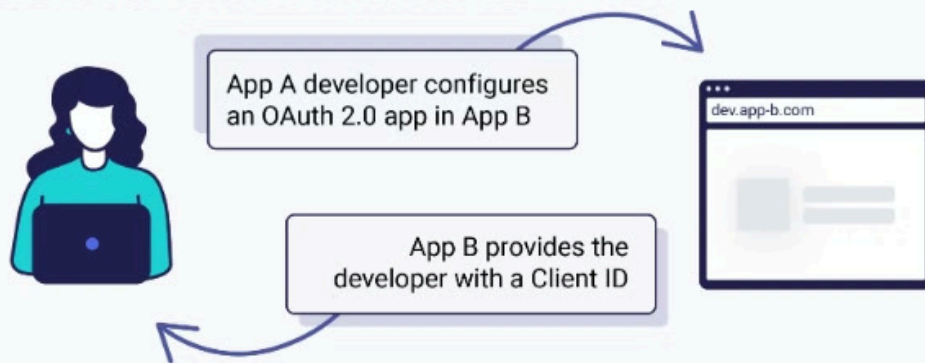 App A developer configures
an OAuth 2.0 app in App B
dev.app-b.com
App B provides the
developer with a Client ID